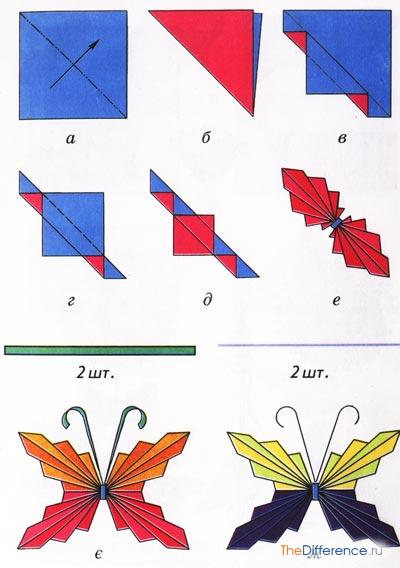 а б в
г д е
2 шт. 2 шт.
є ж
TheDifference.ru